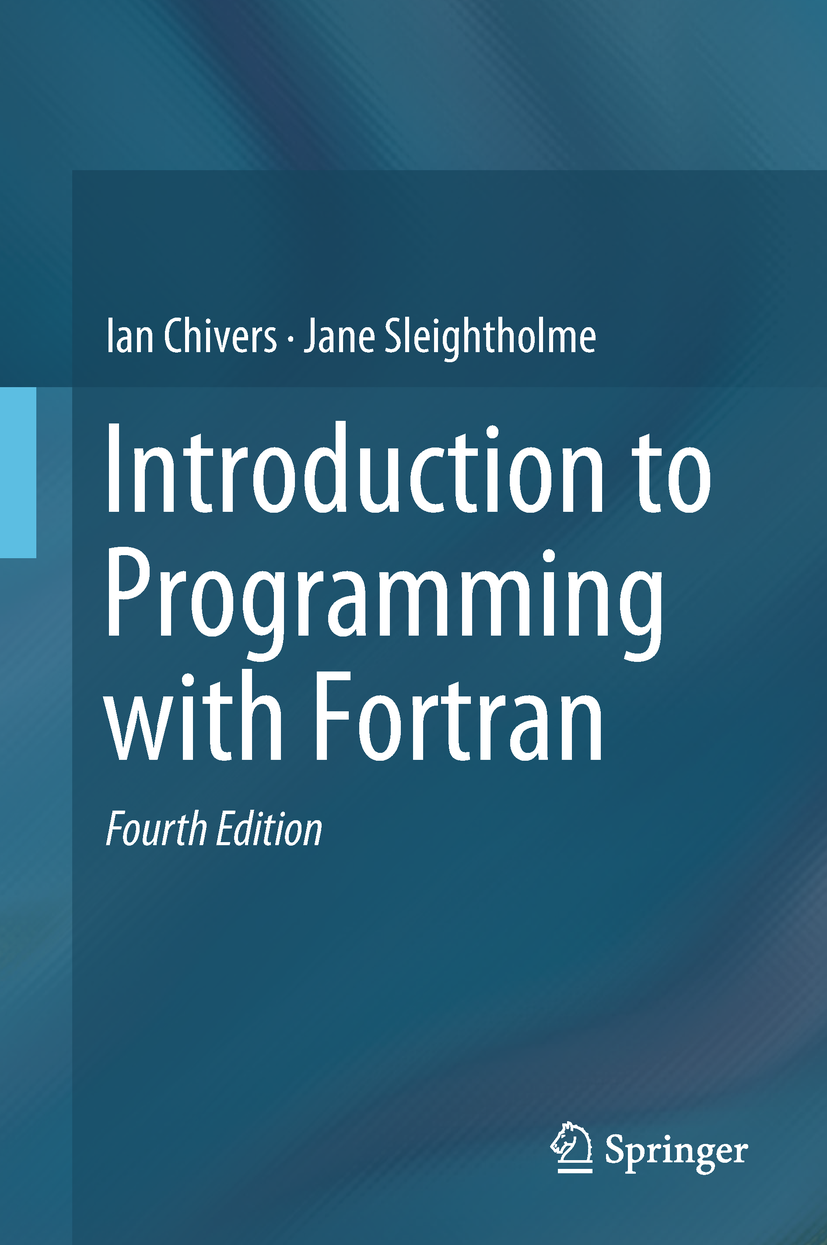 Ian Chivers · Jane Sleightholme
Introduction to
Programming
with Fortran
Fourth Edition
Springer